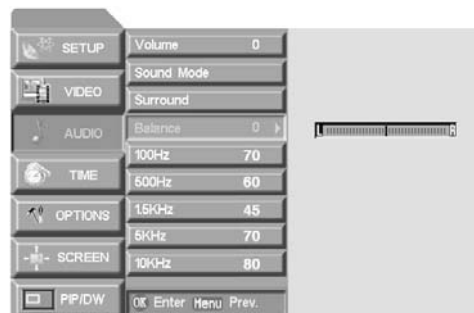 SETUP
VIDEO
AUDIO
TIME
OPTIONS
SCREEN
PIP/DW
Volume 0
Sound Mode
Surround
Balance 0
100Hz 70
500Hz 60
1.5KHz 45
5KHz 70
10KHz 80
OK Enter Menu Prev.
L R